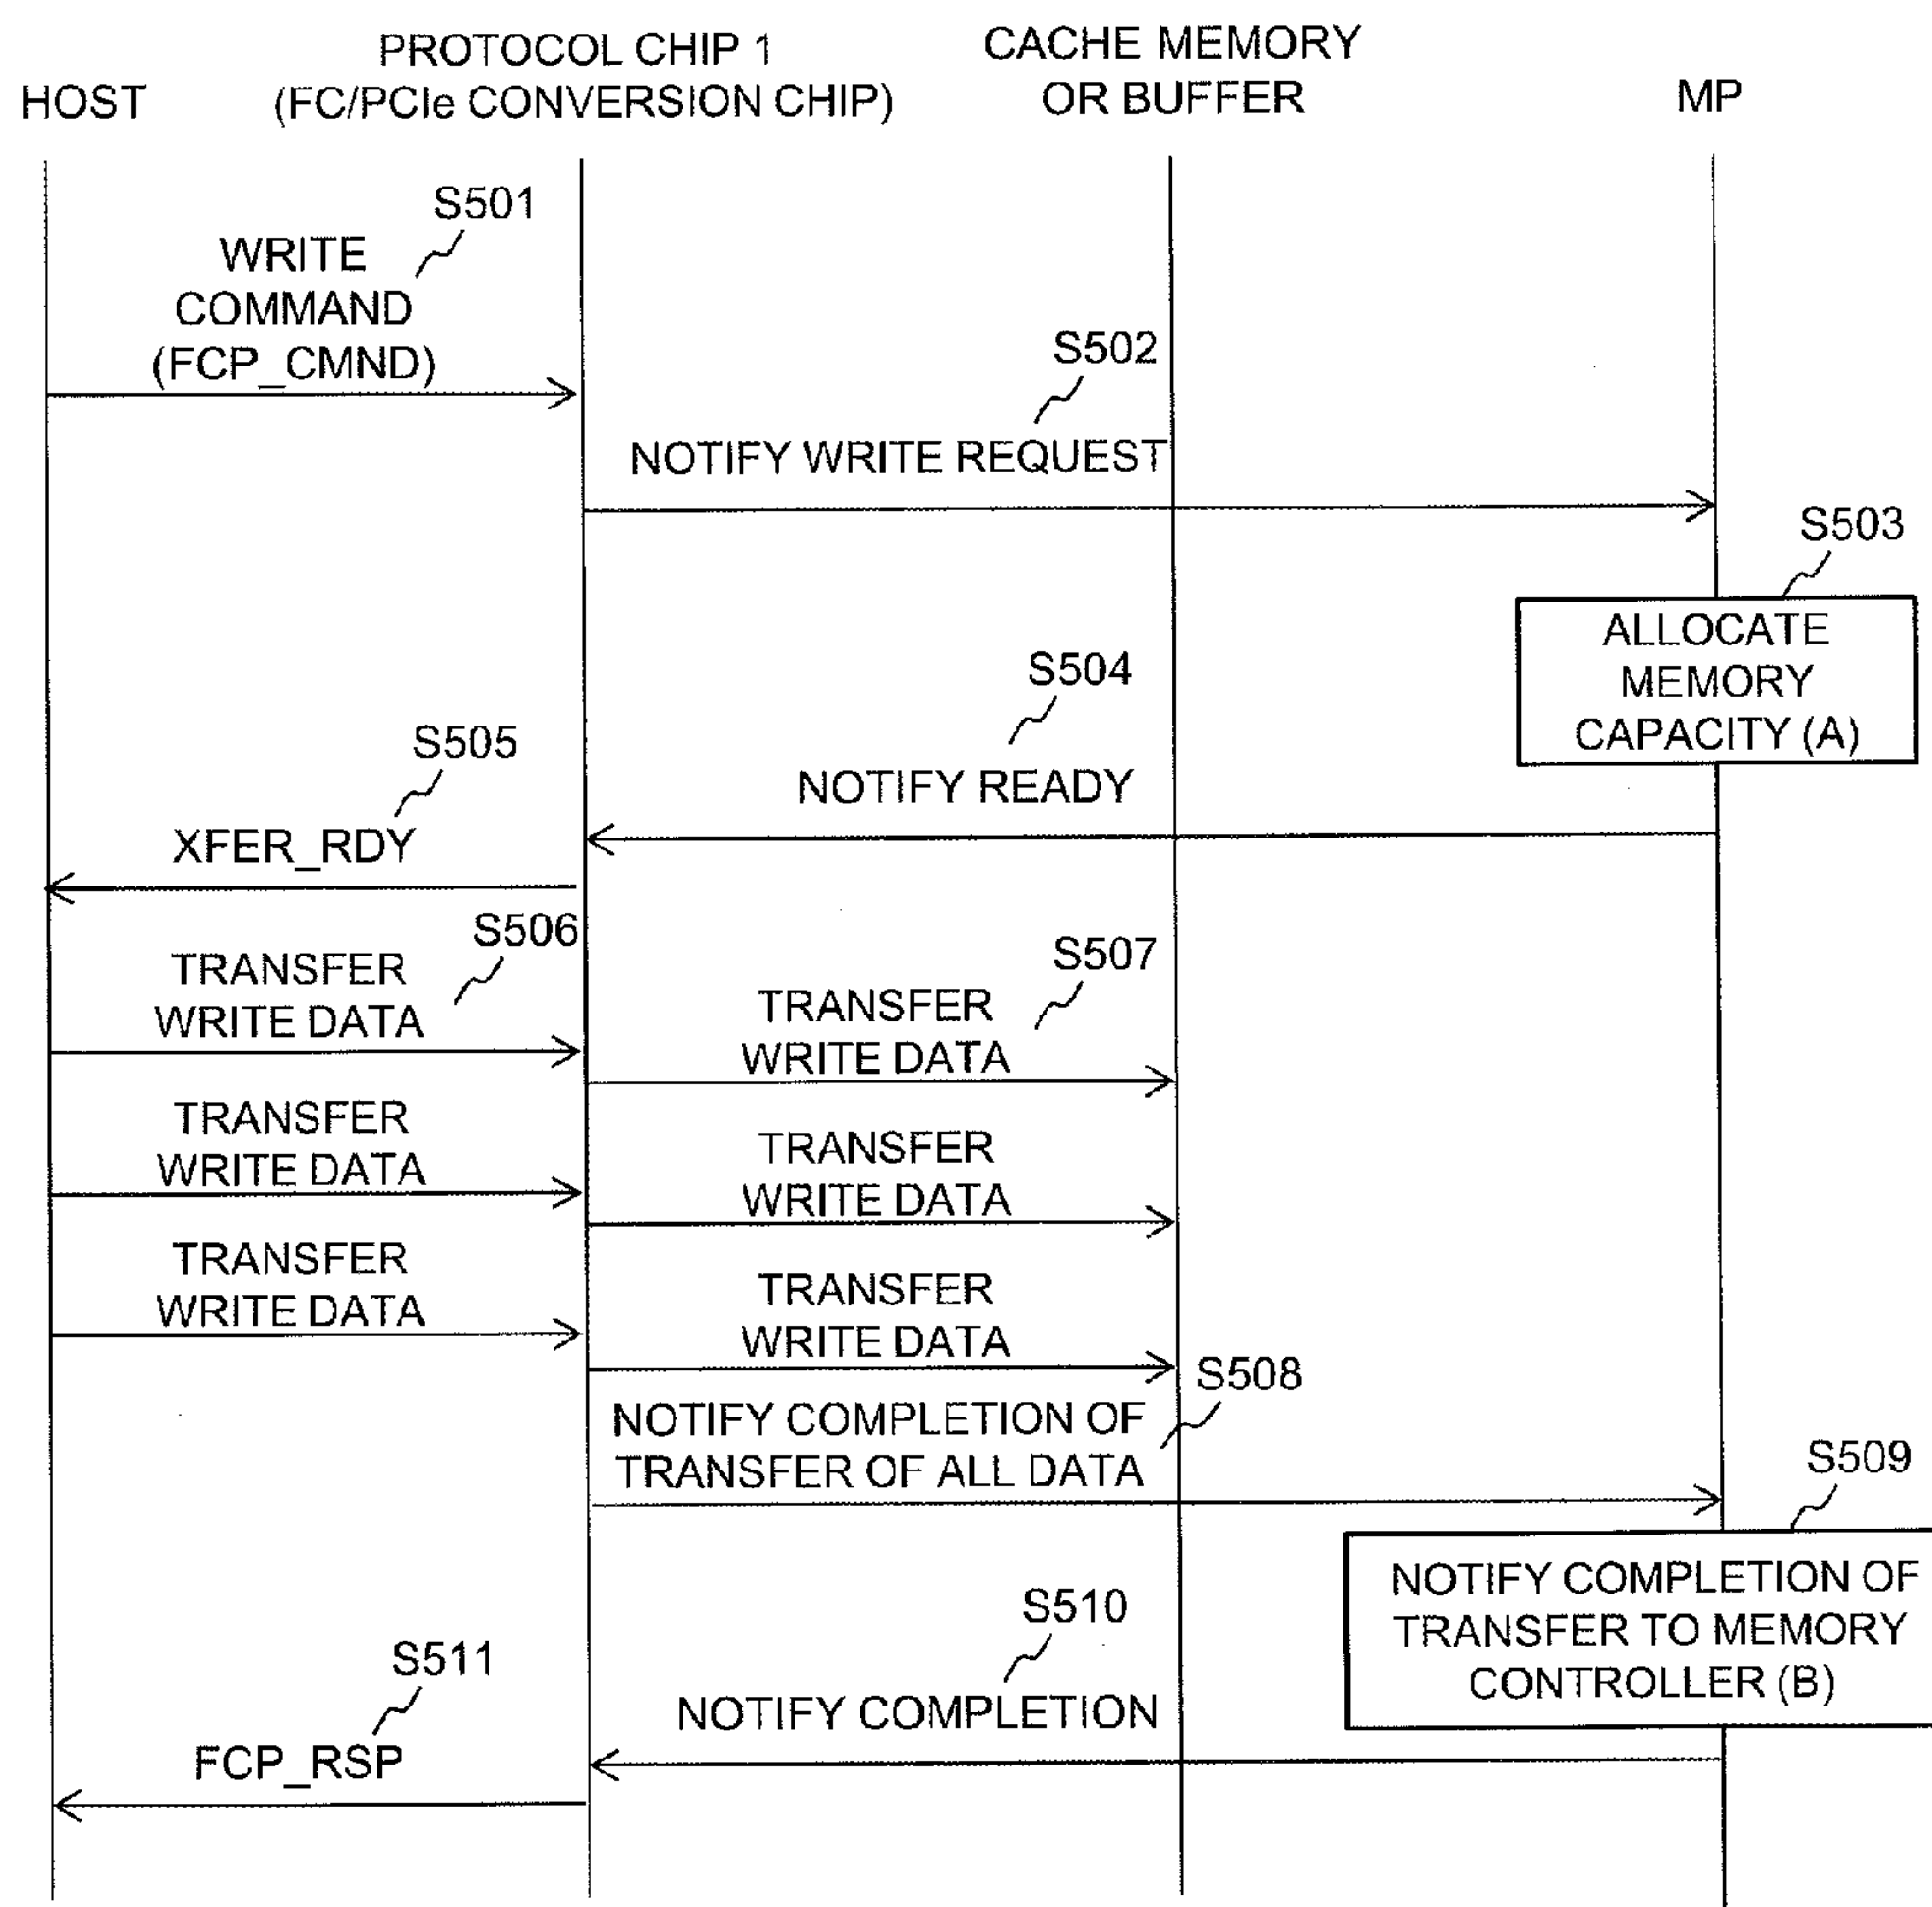 HOST
PROTOCOL CHIP 1
(FC/PCIe CONVERSION CHIP)
CACHE MEMORY
OR BUFFER
MP
S501
WRITE
COMMAND
(FCP_CMND)
S502
NOTIFY WRITE REQUEST
S503
ALLOCATE
MEMORY
CAPACITY (A)
S504
NOTIFY READY
S505
XFER_RDY
S506
TRANSFER
WRITE DATA
S507
TRANSFER
WRITE DATA
TRANSFER
WRITE DATA
TRANSFER
WRITE DATA
TRANSFER
WRITE DATA
TRANSFER
WRITE DATA
S508
NOTIFY COMPLETION OF
TRANSFER OF ALL DATA
S509
NOTIFY COMPLETION OF
TRANSFER TO MEMORY
CONTROLLER (B)
S510
NOTIFY COMPLETION
S511
FCP_RSP